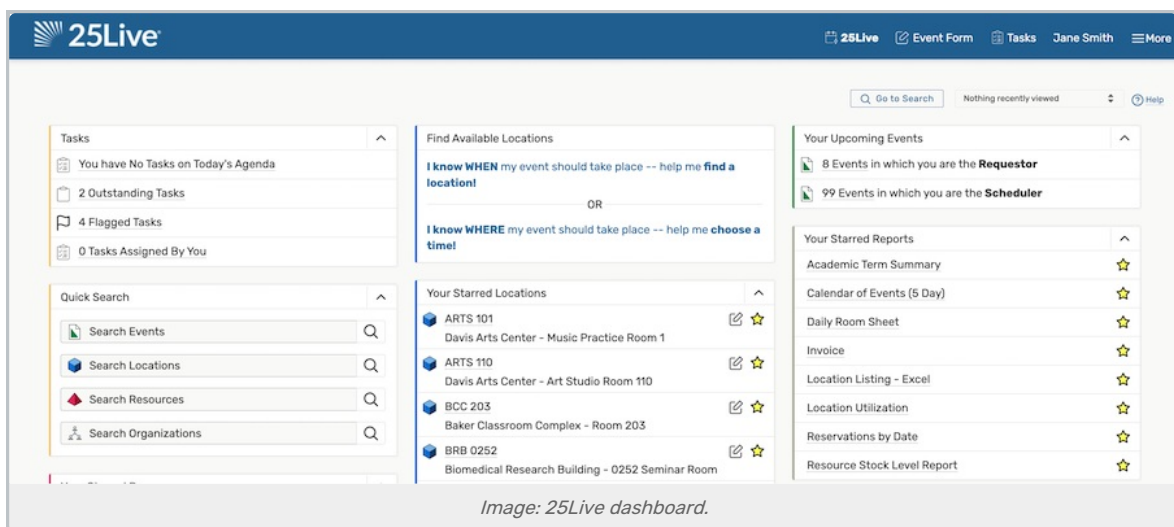 25Live
25Live Event Form Tasks Jane Smith More
Go to Search Nothing recently viewed Help
Tasks
You have No Tasks on Today's Agenda
2 Outstanding Tasks
4 Flagged Tasks
0 Tasks Assigned By You
Quick Search
Search Events
Search Locations
Search Resources
Search Organizations
Find Available Locations
I know WHEN my event should take place -- help me find a
location!
OR
I know WHERE my event should take place -- help me choose a
time!
Your Starred Locations
ARTS 101
Davis Arts Center - Music Practice Room 1
ARTS 110
Davis Arts Center - Art Studio Room 110
BCC 203
Baker Classroom Complex - Room 203
BRB 0252
Biomedical Research Building - 0252 Seminar Room
Your Upcoming Events
8 Events in which you are the Requestor
99 Events in which you are the Scheduler
Your Starred Reports
Academic Term Summary
Calendar of Events (5 Day)
Daily Room Sheet
Invoice
Location Listing - Excel
Location Utilization
Reservations by Date
Resource Stock Level Report
Image: 25Live dashboard.